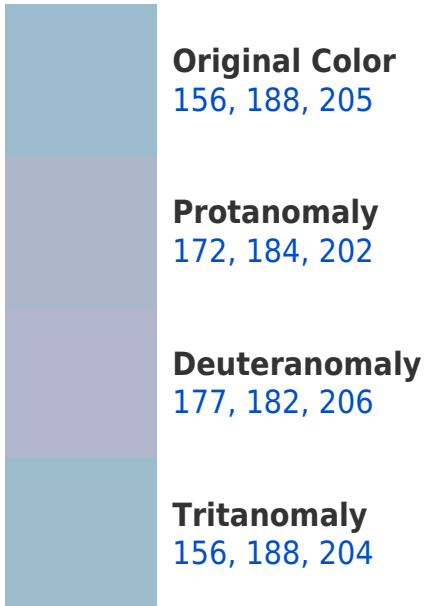 Original Color
156, 188, 205
Protanomaly
172, 184, 202
Deuteranomaly
177, 182, 206
Tritanomaly
156, 188, 204